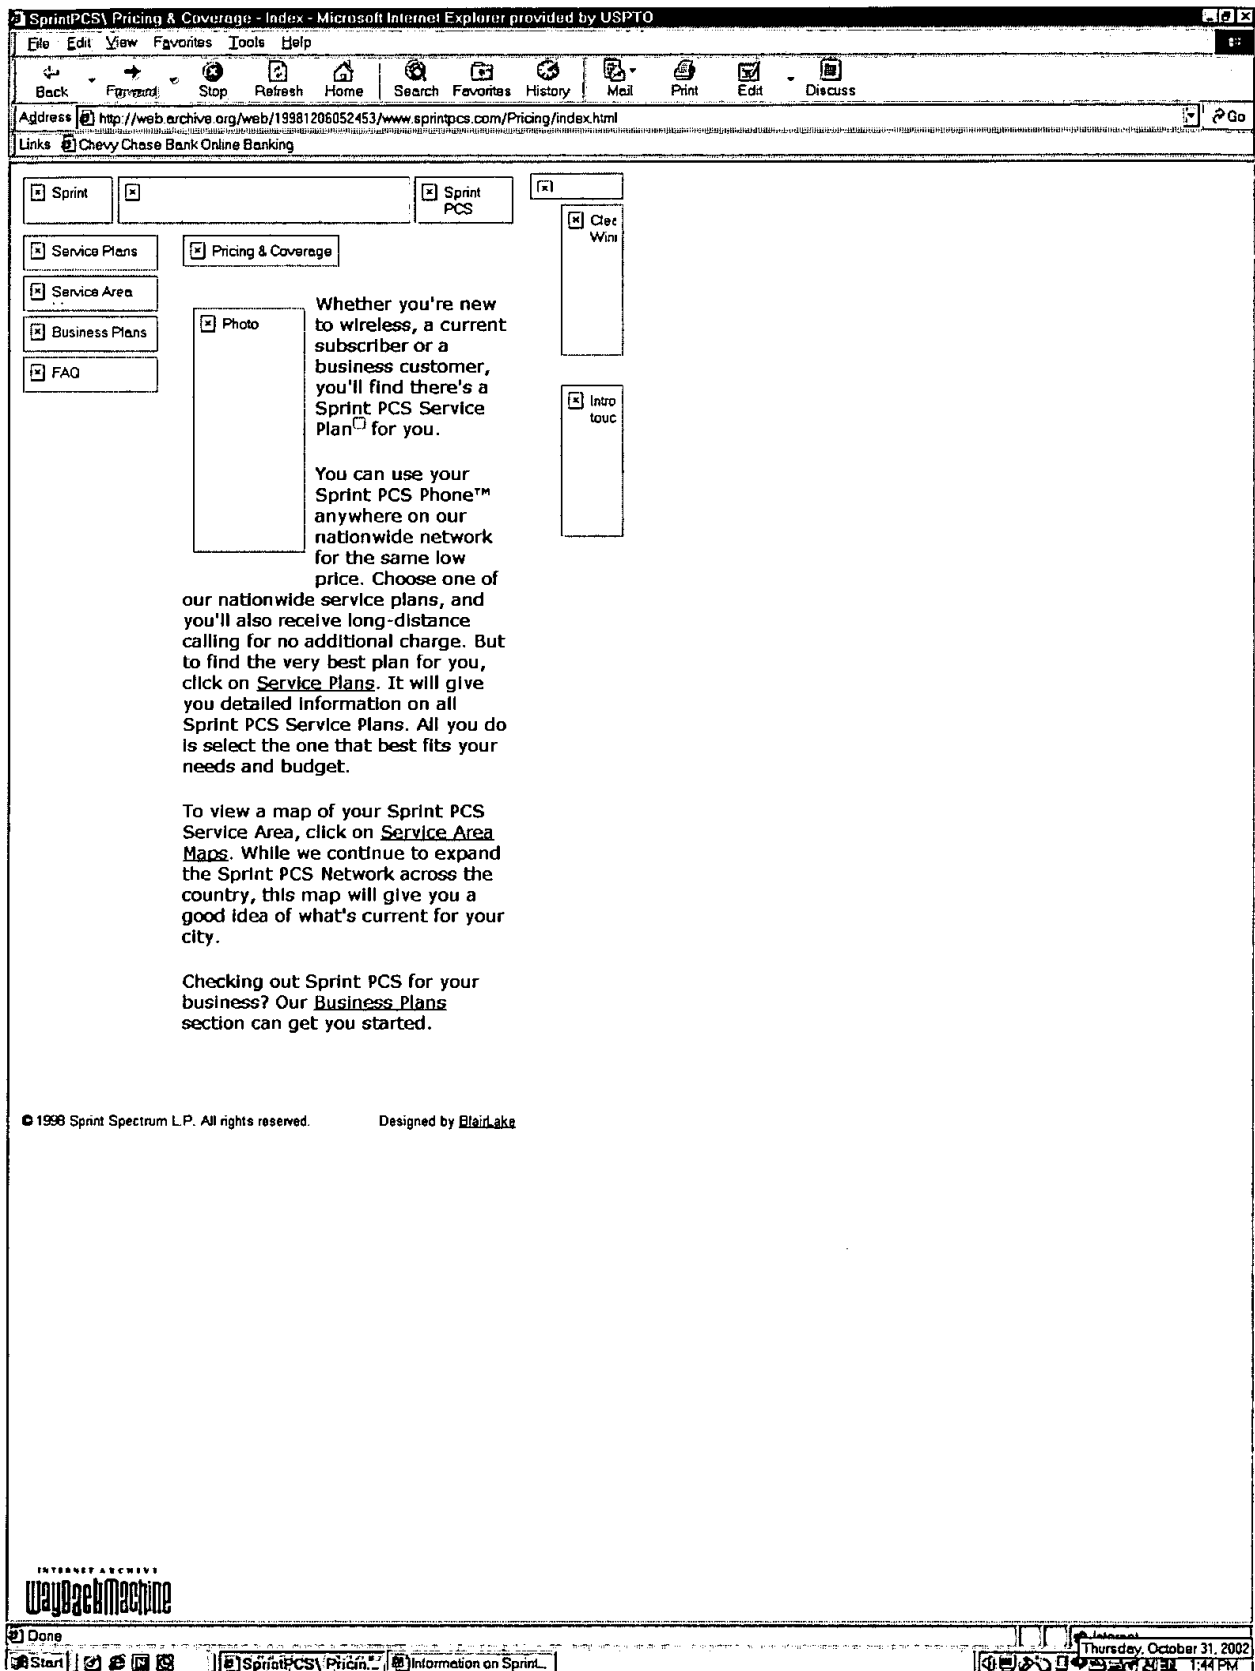 SprintPCS\ Pricing & Coverage - Index - Microsoft Internet Explorer provided by USPTO
File Edit View Favorites Tools Help
Back Forward Stop Refresh Home Search Favorites History Mail Print Edit Discuss
Address http://web.archive.org/web/19981206052453/www.sprintpcs.com/Pricing/index.html Go
Links Chevy Chase Bank Online Banking
Sprint
Sprint
PCS
Service Plans
Service Area
Business Plans
FAQ
Pricing & Coverage
Photo
Whether you're new
to wireless, a current
subscriber or a
business customer,
you'll find there's a
Sprint PCS Service
Plan for you.
You can use your
Sprint PCS Phone™
anywhere on our
nationwide network
for the same low
price. Choose one of
our nationwide service plans, and
you'll also receive long-distance
calling for no additional charge. But
to find the very best plan for you,
click on Service Plans. It will give
you detailed information on all
Sprint PCS Service Plans. All you do
is select the one that best fits your
needs and budget.
To view a map of your Sprint PCS
Service Area, click on Service Area
Maps. While we continue to expand
the Sprint PCS Network across the
country, this map will give you a
good idea of what's current for your
city.
Checking out Sprint PCS for your
business? Our Business Plans
section can get you started.
Intro
touc
© 1998 Sprint Spectrum L.P. All rights reserved. Designed by BlairLake
INTERNET ARCHIVE
WayBackMachine
Done
Thursday, October 31, 2002
Start SprintPCS\ Pricin... Information on Sprint... 1:44 PM